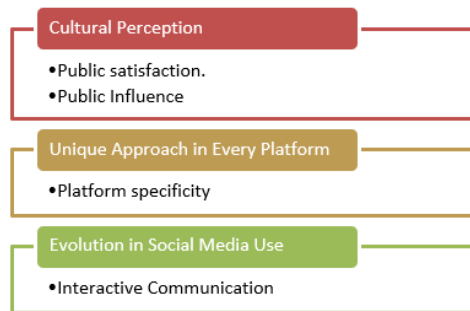 Cultural Perception
•Public satisfaction.
•Public Influence
Unique Approach in Every Platform
•Platform specificity
Evolution in Social Media Use
•Interactive Communication